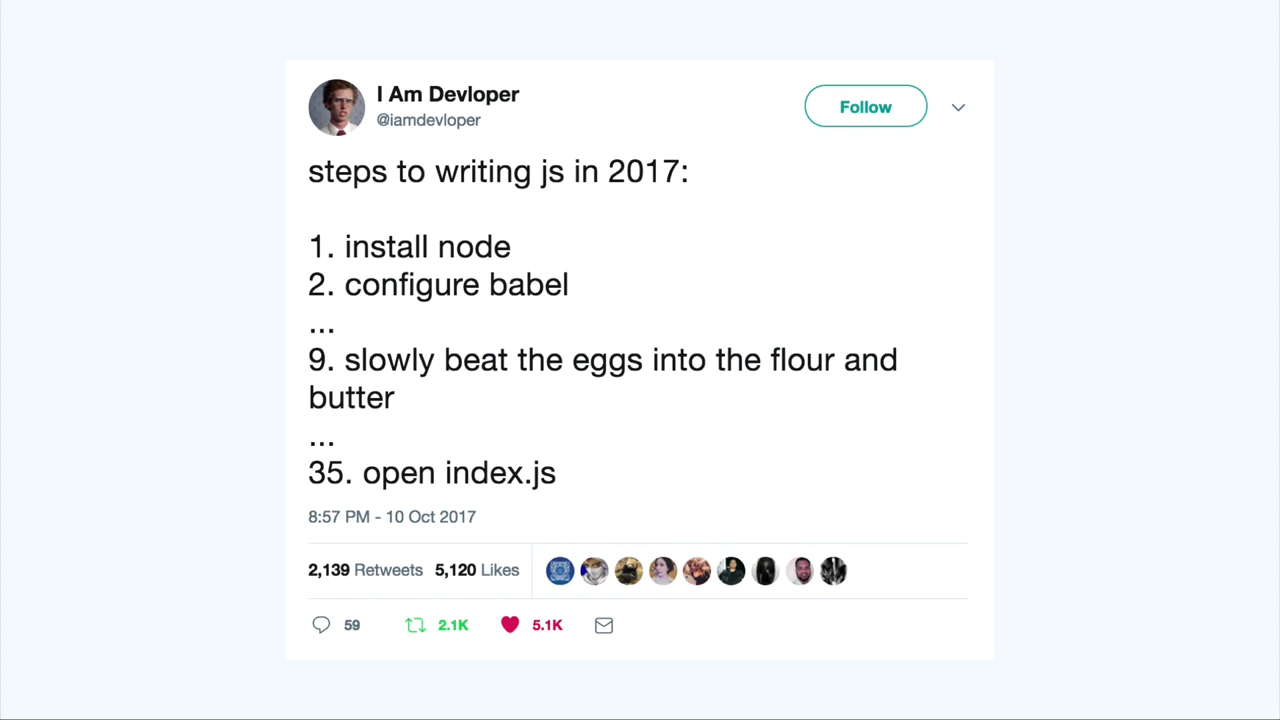 I Am Devloper
@iamdevloper
Follow
steps to writing js in 2017:
1. install node
2. configure babel
...
9. slowly beat the eggs into the flour and
butter
...
35. open index.js
8:57 PM - 10 Oct 2017
2,139 Retweets 5,120 Likes
59 2.1K 5.1K